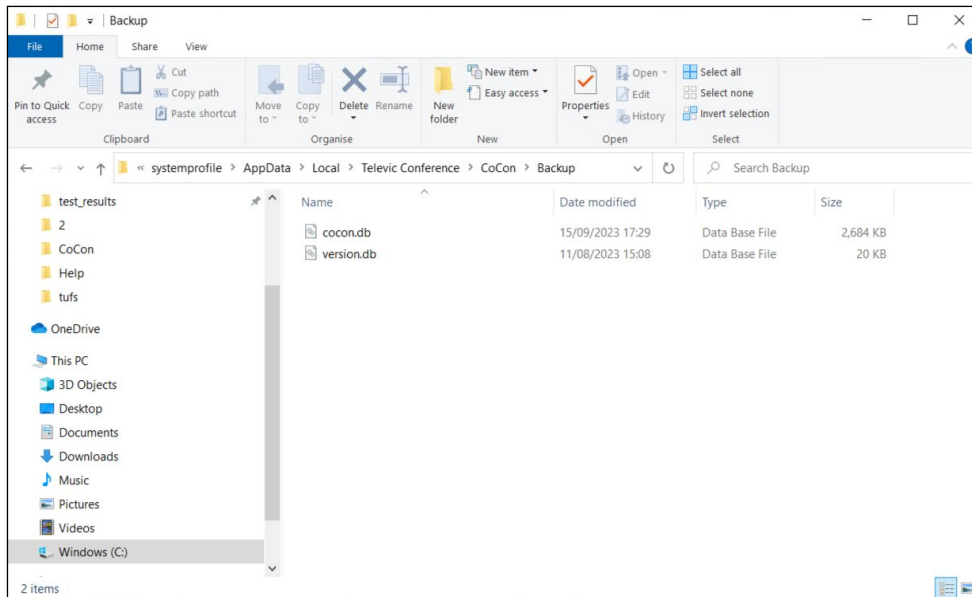 Backup
File Home Share View
Pin to Quick access
Copy
Paste
Cut
Copy path
Paste shortcut
Clipboard
Move to
Copy to
Delete
Rename
Organise
New folder
New item
Easy access
New
Properties
Open
Edit
History
Open
Select all
Select none
Invert selection
Select
« systemprofile > AppData > Local > Televic Conference > CoCon > Backup
Search Backup
test_results
2
CoCon
Help
tufs
OneDrive
This PC
3D Objects
Desktop
Documents
Downloads
Music
Pictures
Videos
Windows (C:)
Name Date modified Type Size
cocon.db 15/09/2023 17:29 Data Base File 2,684 KB
version.db 11/08/2023 15:08 Data Base File 20 KB
2 items